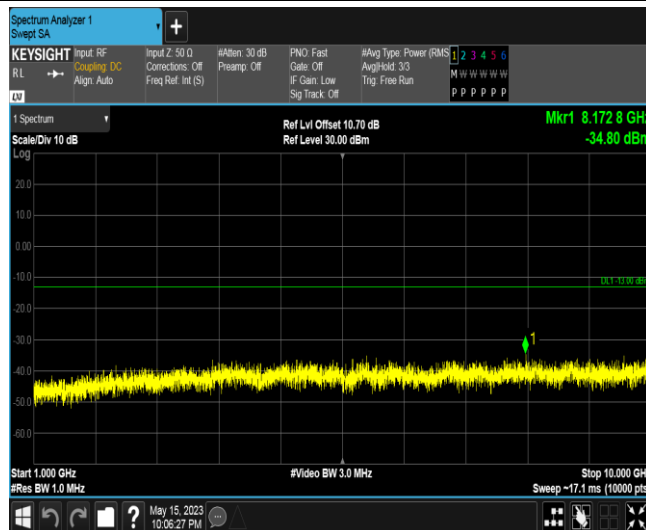 Spectrum Analyzer 1
Swept SA
KEYSIGHT
RL
LXI
Input: RF
Coupling: DC
Align: Auto
Input Z: 50 Ω
Corrections: Off
Freq Ref: Int (S)
#Atten: 30 dB
Preamp: Off
PNO: Fast
Gate: Off
IF Gain: Low
Sig Track: Off
#Avg Type: Power (RMS
Avg|Hold: 3/3
Trig: Free Run
1 2 3 4 5 6
M W W W W W
P P P P P P
1 Spectrum
Scale/Div 10 dB
Log
Ref Lvl Offset 10.70 dB
Ref Level 30.00 dBm
Mkr1 8.172 8 GHz
-34.80 dBm
20.0
10.0
0.00
-10.0
DL1 -13.00 dBm
-20.0
-30.0
1
-40.0
-50.0
-60.0
Start 1.000 GHz
#Res BW 1.0 MHz
#Video BW 3.0 MHz
Stop 10.000 GHz
Sweep ~17.1 ms (10000 pts)
?
May 15, 2023
10:06:27 PM